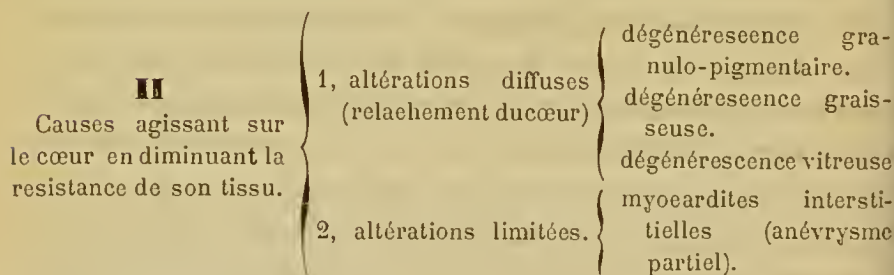 II
Causes agissant sur
le cœur en diminuant la
resistance de son tissu.
1, altérations diffuses
(relaehement ducœur)
dégénéreseence gra-
nulo-pigmentaire.
dégénéreseence grais-
seuse.
dégénérescence vitreuse
2, altérations limitées.
myoeardites intersti-
tielles (anévrysme
partiel).